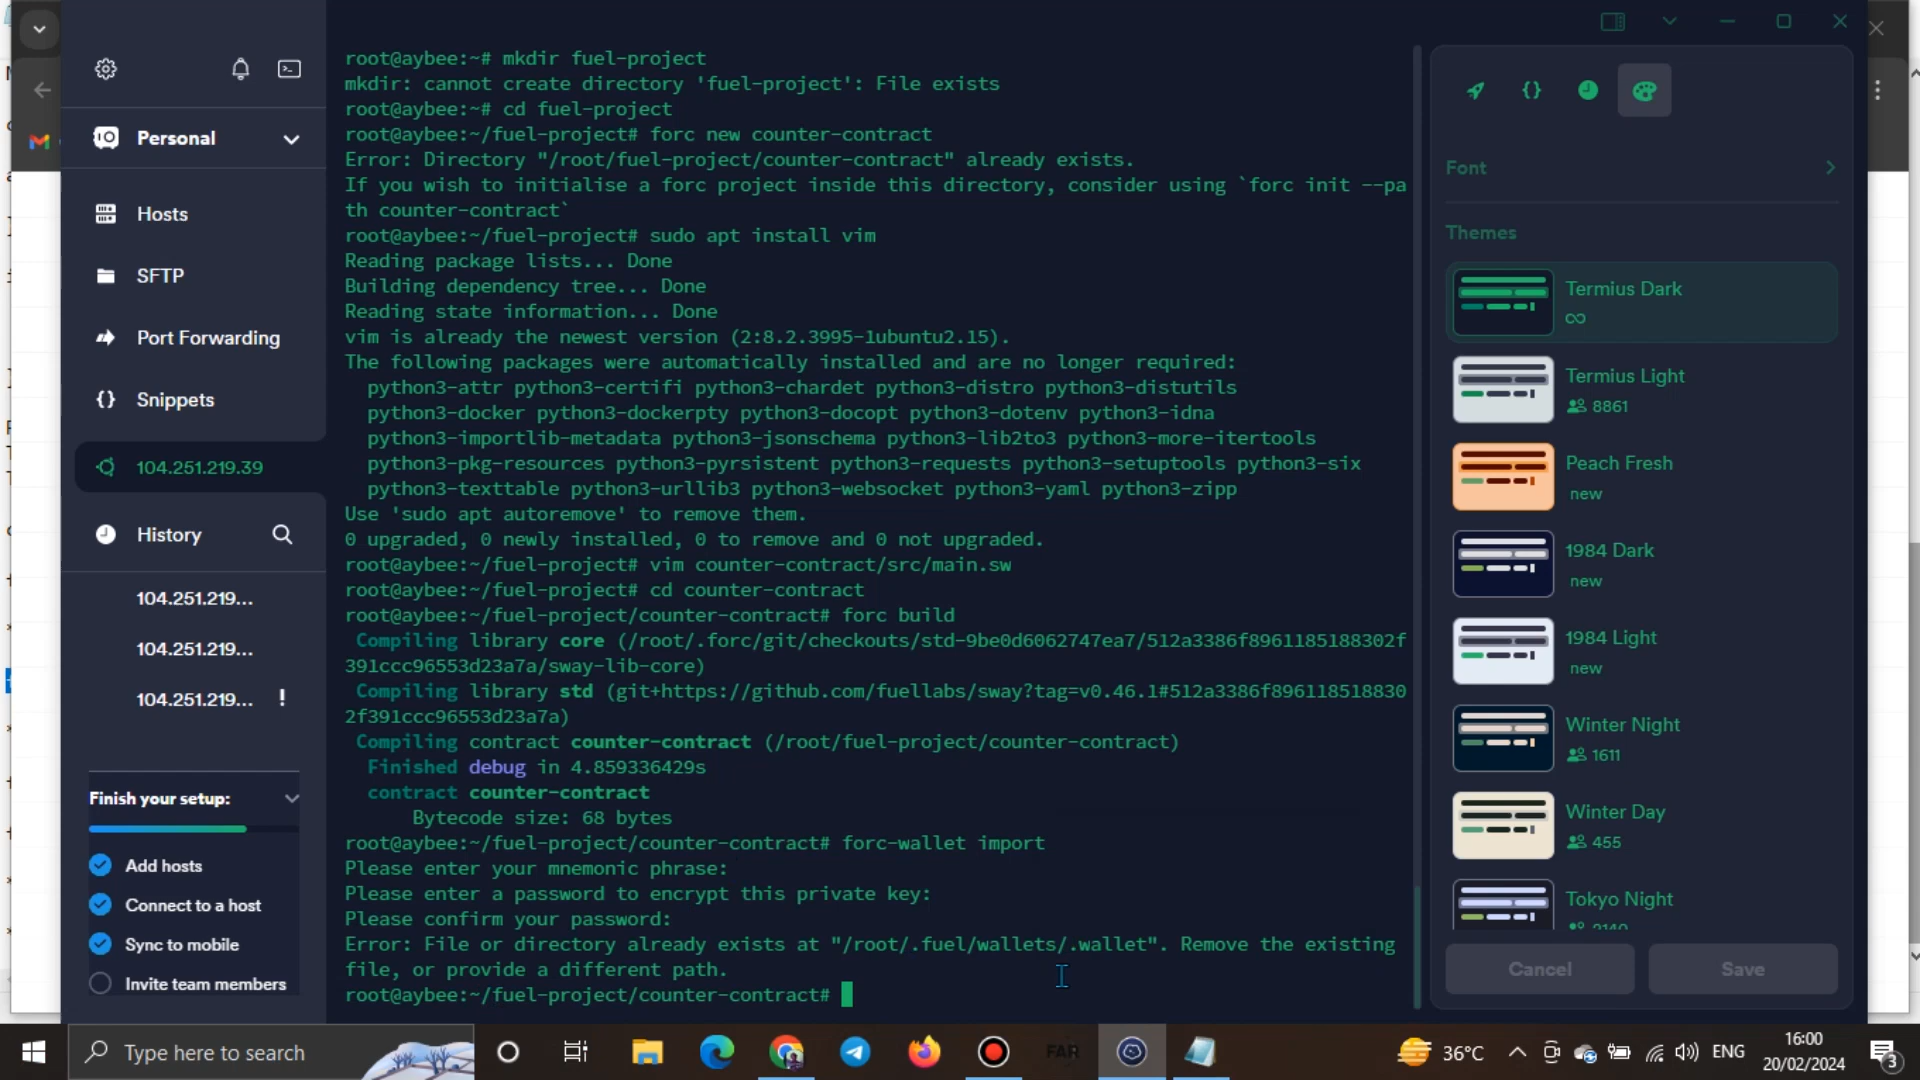 Personal
Hosts
SFTP
Port Forwarding
Snippets
104.251.219.39
History
104.251.219...
104.251.219...
104.251.219... !
Finish your setup:
Add hosts
Connect to a host
Sync to mobile
Invite team members
root@aybee:~# mkdir fuel-project
mkdir: cannot create directory 'fuel-project': File exists
root@aybee:~# cd fuel-project
root@aybee:~/fuel-project# forc new counter-contract
Error: Directory "/root/fuel-project/counter-contract" already exists.
If you wish to initialise a forc project inside this directory, consider using `forc init --pa
th counter-contract`
root@aybee:~/fuel-project# sudo apt install vim
Reading package lists... Done
Building dependency tree... Done
Reading state information... Done
vim is already the newest version (2:8.2.3995-1ubuntu2.15).
The following packages were automatically installed and are no longer required:
python3-attr python3-certifi python3-chardet python3-distro python3-distutils
python3-docker python3-dockerpty python3-docopt python3-dotenv python3-idna
python3-importlib-metadata python3-jsonschema python3-lib2to3 python3-more-itertools
python3-pkg-resources python3-pyrsistent python3-requests python3-setuptools python3-six
python3-texttable python3-urllib3 python3-websocket python3-yaml python3-zipp
Use 'sudo apt autoremove' to remove them.
0 upgraded, 0 newly installed, 0 to remove and 0 not upgraded.
root@aybee:~/fuel-project# vim counter-contract/src/main.sw
root@aybee:~/fuel-project# cd counter-contract
root@aybee:~/fuel-project/counter-contract# forc build
Compiling library core (/root/.forc/git/checkouts/std-9be0d6062747ea7/512a3386f8961185188302f
391ccc96553d23a7a/sway-lib-core)
Compiling library std (git+https://github.com/fuellabs/sway?tag=v0.46.1#512a3386f896118518830
2f391ccc96553d23a7a)
Compiling contract counter-contract (/root/fuel-project/counter-contract)
Finished debug in 4.859336429s
contract counter-contract
Bytecode size: 68 bytes
root@aybee:~/fuel-project/counter-contract# forc-wallet import
Please enter your mnemonic phrase:
Please enter a password to encrypt this private key:
Please confirm your password:
Error: File or directory already exists at "/root/.fuel/wallets/.wallet". Remove the existing
file, or provide a different path.
root@aybee:~/fuel-project/counter-contract#
Font
Themes
Termius Dark
∞
Termius Light
8861
Peach Fresh
new
1984 Dark
new
1984 Light
new
Winter Night
1611
Winter Day
455
Tokyo Night
Cancel
Save
Type here to search
FAR
36°C
ENG
16:00
20/02/2024
3